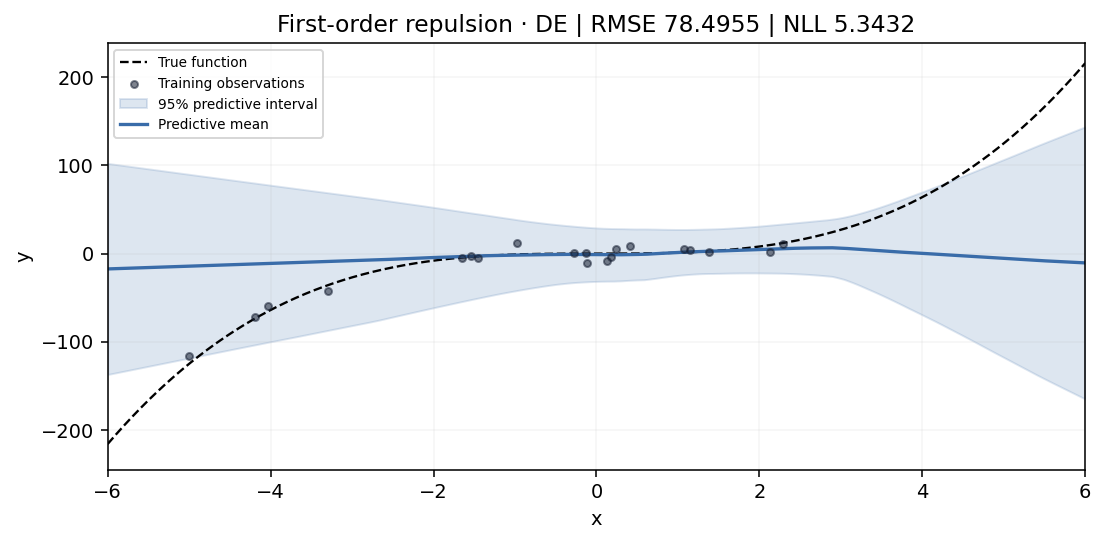 First-order repulsion · DE | RMSE 78.4955 | NLL 5.3432
True function
Training observations
95% predictive interval
Predictive mean
y
200
100
0
−100
−200
−6
−4
−2
0
2
4
6
x